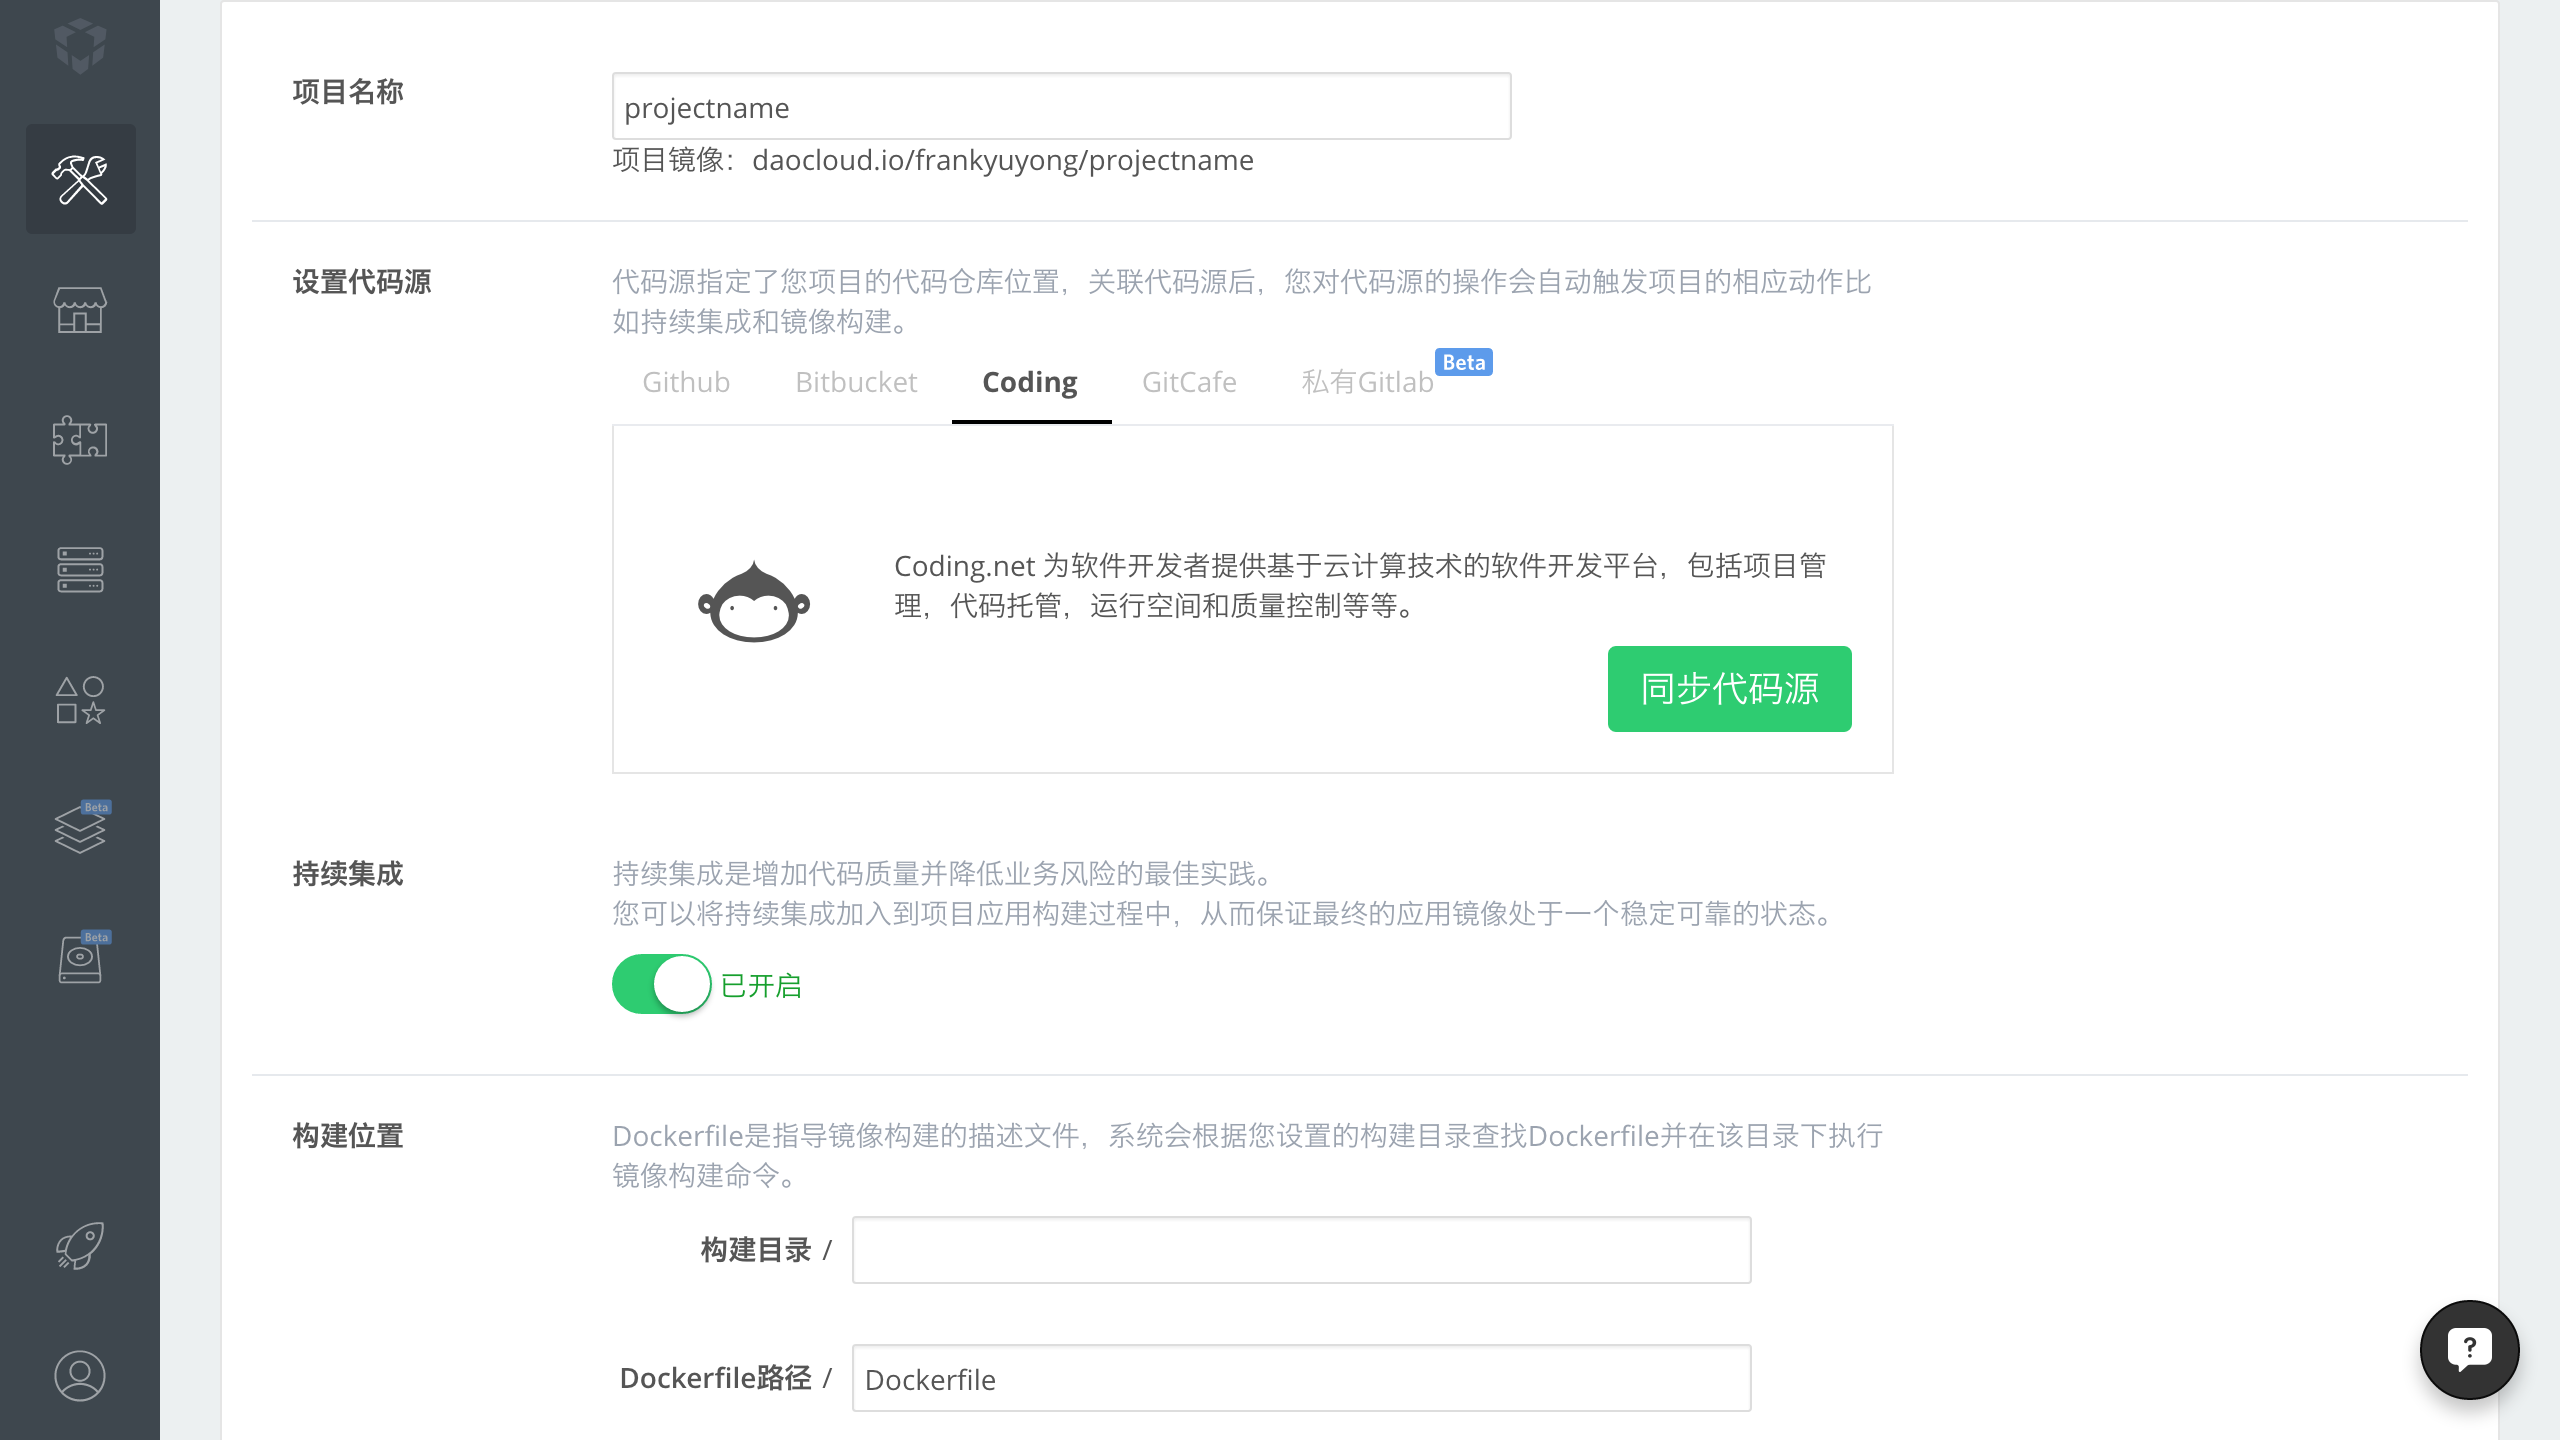 项目名称
projectname
项目镜像：daocloud.io/frankyuyong/projectname
设置代码源
代码源指定了您项目的代码仓库位置，关联代码源后，您对代码源的操作会自动触发项目的相应动作比
如持续集成和镜像构建。
Github Bitbucket Coding GitCafe 私有Gitlab Beta
Coding.net 为软件开发者提供基于云计算技术的软件开发平台，包括项目管
理，代码托管，运行空间和质量控制等等。
同步代码源
Beta
持续集成
持续集成是增加代码质量并降低业务风险的最佳实践。
您可以将持续集成加入到项目应用构建过程中，从而保证最终的应用镜像处于一个稳定可靠的状态。
Beta
已开启
构建位置
Dockerfile是指导镜像构建的描述文件，系统会根据您设置的构建目录查找Dockerfile并在该目录下执行
镜像构建命令。
构建目录 /
Dockerfile路径 / Dockerfile
?